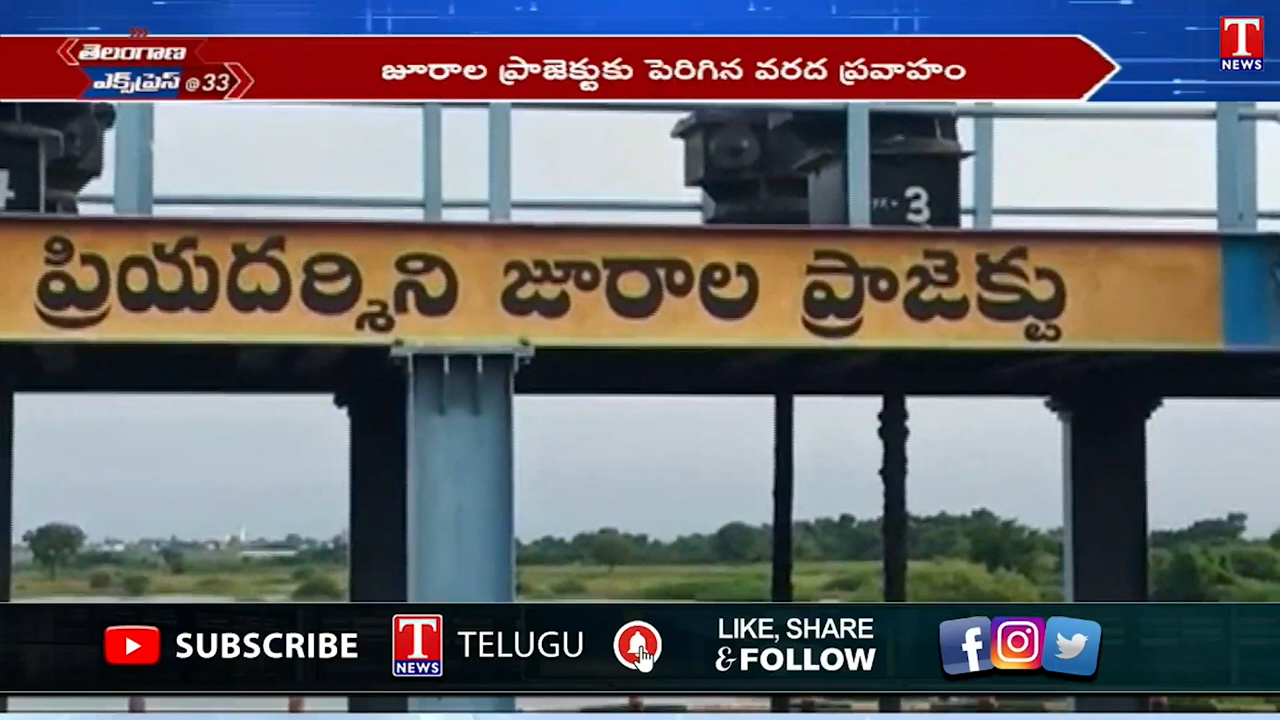 తెలంగాణ
ఎక్స్‌ప్రెస్ @33
జూరాల ప్రాజెక్టుకు పెరిగిన వరద ప్రవాహం
T
NEWS
3
ప్రియదర్శిని జూరాల ప్రాజెక్టు
SUBSCRIBE
T
NEWS
TELUGU
LIKE, SHARE
& FOLLOW